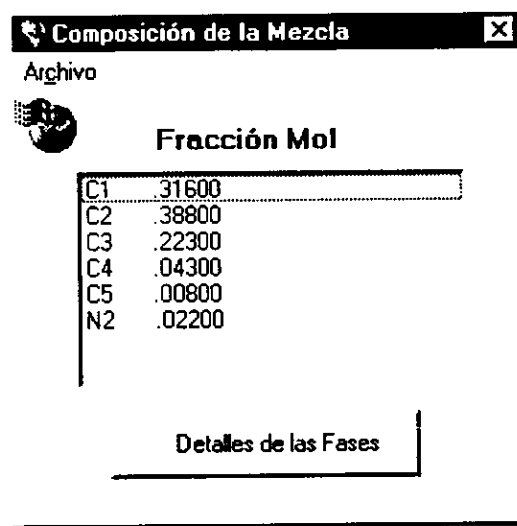 Composición de la Mezcla
Archivo
Fracción Mol
C1 .31600
C2 .38800
C3 .22300
C4 .04300
C5 .00800
N2 .02200
Detalles de las Fases